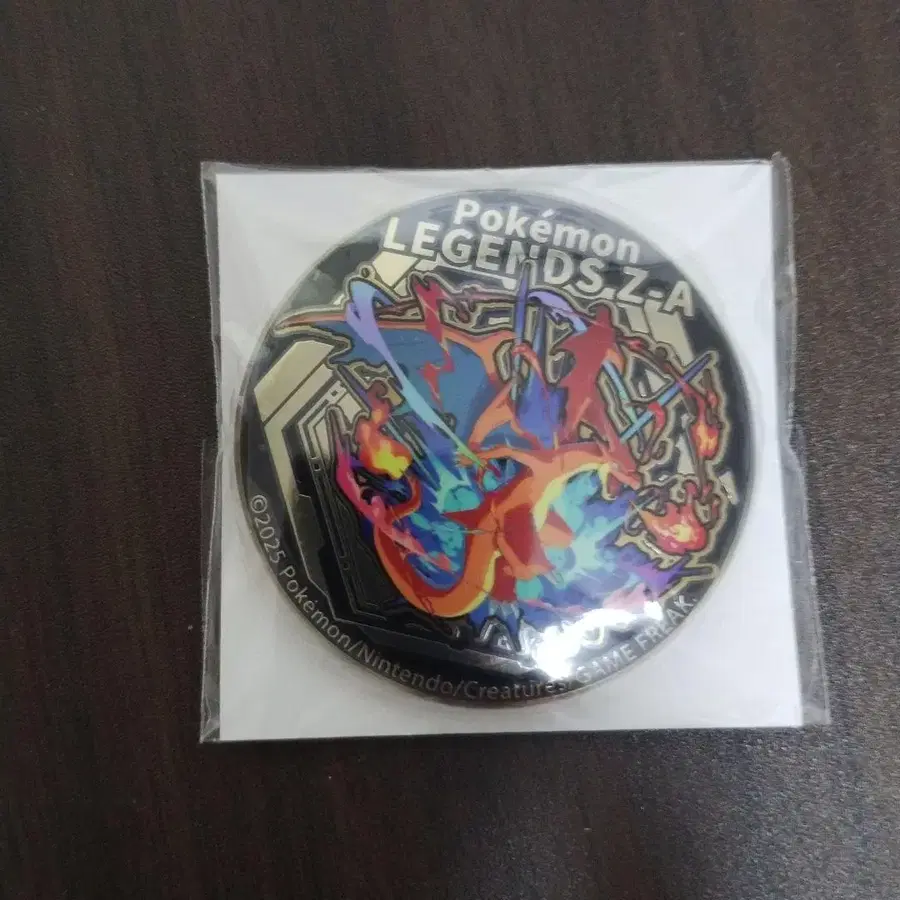 Pokémon
LEGENDS Z-A
©2025 Pokémon/Nintendo/Creatures/GAME FREAK